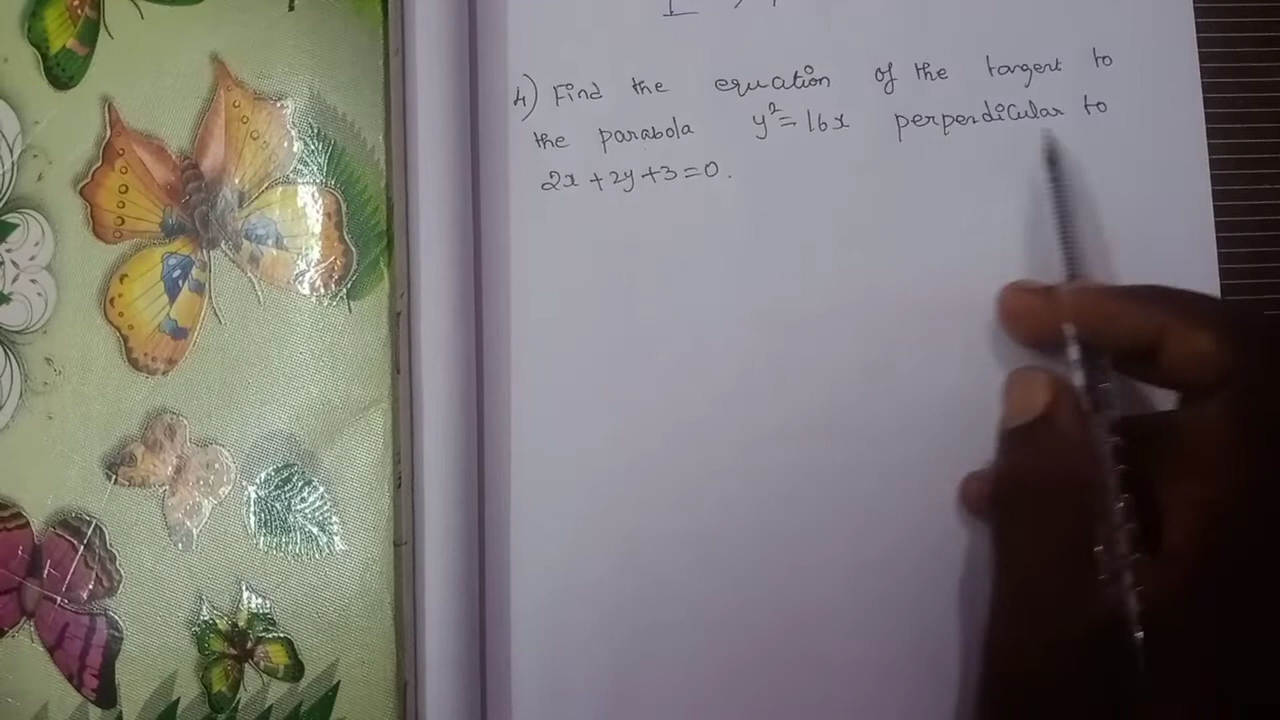 4) Find the equation of the tangent to
the parabola y²=16x perpendicular to
2x+2y+3=0.